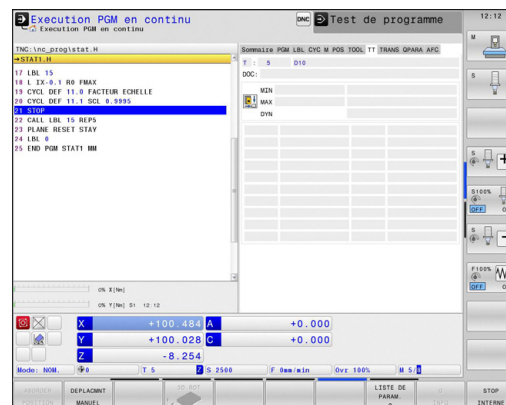 Execution PGM en continu
Execution PGM en continu
DNC
Test de programme
12:12
TNC:\nc_prog\stat.H
→STAT1.H
17 LBL 15
18 L IX-0.1 R0 FMAX
19 CYCL DEF 11.0 FACTEUR ECHELLE
20 CYCL DEF 11.1 SCL 0.9995
21 STOP
22 CALL LBL 15 REP5
23 PLANE RESET STAY
24 LBL 0
25 END PGM STAT1 MM
Sommaire PGM LBL CYC M POS TOOL TT TRANS QPARA AFC
T : 5 D10
DOC:
MIN
MAX
DYN
M
S
S
S100%
OFF
S
F100%
OFF
0% X[Nm]
0% Y[Nm] S1 12:12
X +100.484 A +0.000
Y +100.028 C +0.000
Z -8.254
Mode: NOM. 0 T 5 Z S 2500 F 0mm/min Ovr 100% M 5/8
DEPLACMNT
MANUEL
3D ROT
LISTE DE
PARAM.
INFO
STOP
INTERNE